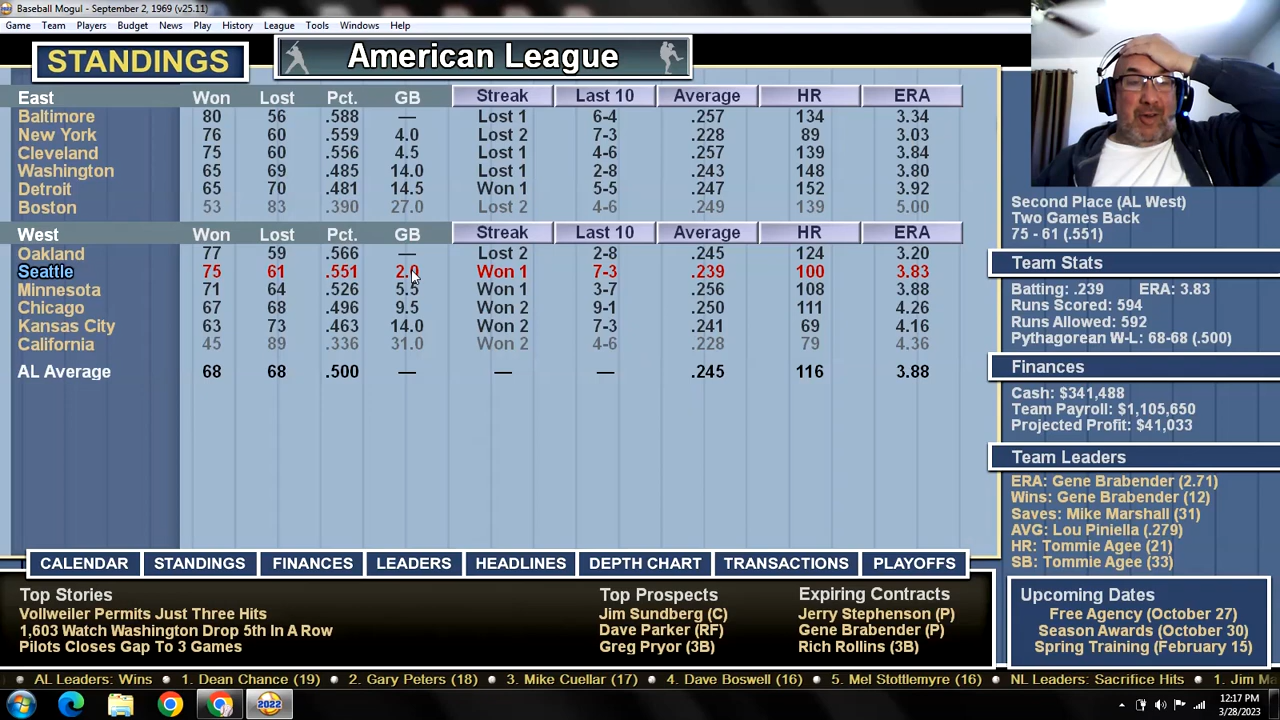 Baseball Mogul - September 2, 1969 (v25.11)
Game Team Players Budget News Play History League Tools Windows Help
STANDINGS
American League
East Won Lost Pct. GB Streak Last 10 Average HR ERA
Baltimore 80 56 .588 — Lost 1 6-4 .257 134 3.34
New York 76 60 .559 4.0 Lost 2 7-3 .228 89 3.03
Cleveland 75 60 .556 4.5 Lost 1 4-6 .257 139 3.84
Washington 65 69 .485 14.0 Lost 1 2-8 .243 148 3.80
Detroit 65 70 .481 14.5 Won 1 5-5 .247 152 3.92
Boston 53 83 .390 27.0 Lost 2 4-6 .249 139 5.00
West Won Lost Pct. GB Streak Last 10 Average HR ERA
Oakland 77 59 .566 — Lost 2 2-8 .245 124 3.20
Seattle 75 61 .551 2.0 Won 1 7-3 .239 100 3.83
Minnesota 71 64 .526 5.5 Won 1 3-7 .256 108 3.88
Chicago 67 68 .496 9.5 Won 2 9-1 .250 111 4.26
Kansas City 63 73 .463 14.0 Won 2 7-3 .241 69 4.16
California 45 89 .336 31.0 Won 2 4-6 .228 79 4.36
AL Average 68 68 .500 — — — .245 116 3.88
Second Place (AL West)
Two Games Back
75 - 61 (.551)
Team Stats
Batting: .239 ERA: 3.83
Runs Scored: 594
Runs Allowed: 592
Pythagorean W-L: 68-68 (.500)
Finances
Cash: $341,488
Team Payroll: $1,105,650
Projected Profit: $41,033
Team Leaders
ERA: Gene Brabender (2.71)
Wins: Gene Brabender (12)
Saves: Mike Marshall (31)
AVG: Lou Piniella (.279)
HR: Tommie Agee (21)
SB: Tommie Agee (33)
CALENDAR STANDINGS FINANCES LEADERS HEADLINES DEPTH CHART TRANSACTIONS PLAYOFFS
Top Stories
Vollweiler Permits Just Three Hits
1,603 Watch Washington Drop 5th In A Row
Pilots Closes Gap To 3 Games
Top Prospects
Jim Sundberg (C)
Dave Parker (RF)
Greg Pryor (3B)
Expiring Contracts
Jerry Stephenson (P)
Gene Brabender (P)
Rich Rollins (3B)
Upcoming Dates
Free Agency (October 27)
Season Awards (October 30)
Spring Training (February 15)
AL Leaders: Wins 1. Dean Chance (19) 2. Gary Peters (18) 3. Mike Cuellar (17) 4. Dave Boswell (16) 5. Mel Stottlemyre (16) NL Leaders: Sacrifice Hits 1. Jim Ma
2022
12:17 PM
3/28/2023